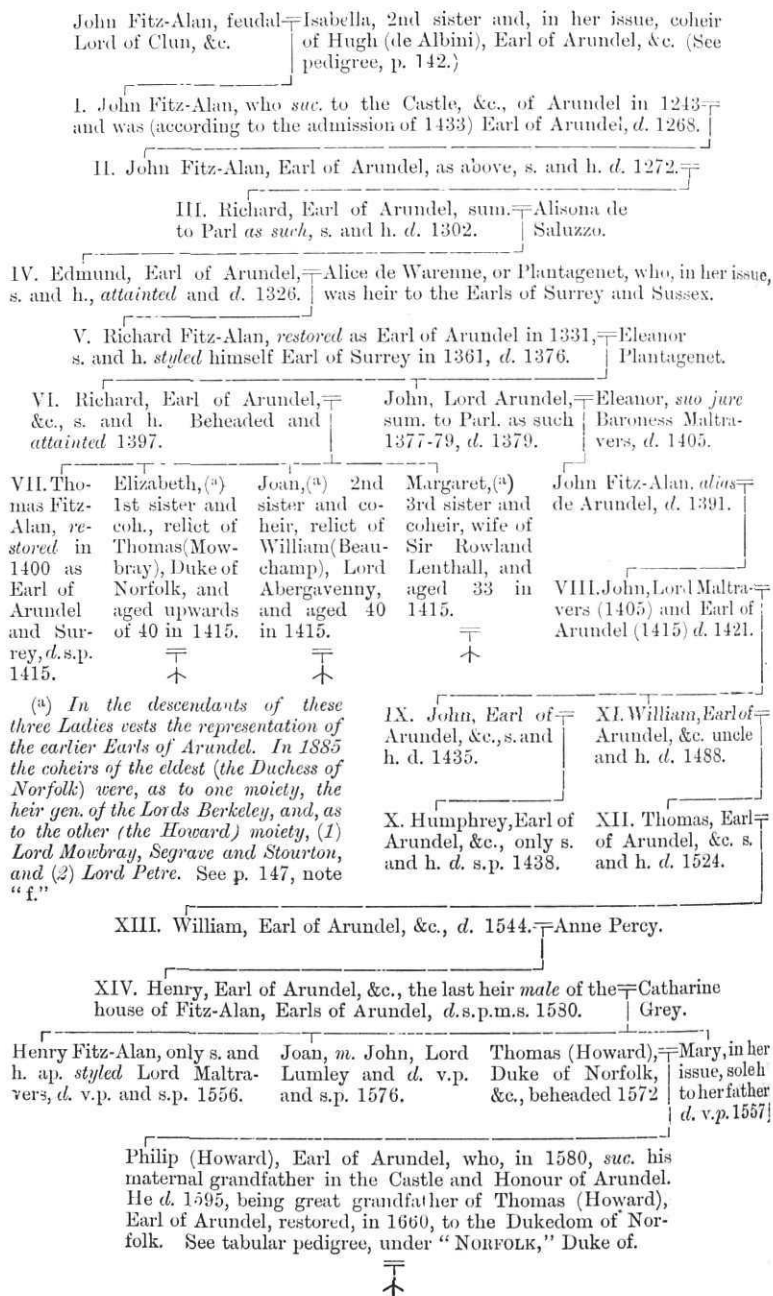 John Fitz-Alan, feudal
Lord of Clun, &c.
Isabella, 2nd sister and, in her issue, coheir
of Hugh (de Albini), Earl of Arundel, &c. (See
pedigree, p. 142.)
I. John Fitz-Alan, who suc. to the Castle, &c., of Arundel in 1243
and was (according to the admission of 1433) Earl of Arundel, d. 1268.
II. John Fitz-Alan, Earl of Arundel, as above, s. and h. d. 1272.
III. Richard, Earl of Arundel, sum.
to Parl as such, s. and h. d. 1302.
Alisona de
Saluzzo.
IV. Edmund, Earl of Arundel,
s. and h., attainted and d. 1326.
Alice de Warenne, or Plantagenet, who, in her issue,
was heir to the Earls of Surrey and Sussex.
V. Richard Fitz-Alan, restored as Earl of Arundel in 1331,
s. and h. styled himself Earl of Surrey in 1361, d. 1376.
Eleanor
Plantagenet.
VI. Richard, Earl of Arundel,
&c., s. and h. Beheaded and
attainted 1397.
John, Lord Arundel,
sum. to Parl. as such
1377-79, d. 1379.
Eleanor, suo jure
Baroness Maltra-
vers, d. 1405.
VII. Tho-
mas Fitz-
Alan, re-
stored in
1400 as
Earl of
Arundel
and Sur-
rey, d. s.p.
1415.
Elizabeth,(a)
1st sister and
coh., relict of
Thomas(Mow-
bray), Duke of
Norfolk, and
aged upwards
of 40 in 1415.
Joan,(a) 2nd
sister and co-
heir, relict of
William(Beau-
champ), Lord
Abergavenny,
and aged 40
in 1415.
Margaret,(a)
3rd sister and
coheir, wife of
Sir Rowland
Lenthall, and
aged 33 in
1415.
John Fitz-Alan, alias
de Arundel, d. 1391.
VIII. John, Lord Maltra-
vers (1405) and Earl of
Arundel (1415) d. 1421.
(a) In the descendants of these
three Ladies vests the representation of
the earlier Earls of Arundel. In 1885
the coheirs of the eldest (the Duchess of
Norfolk) were, as to one moiety, the
heir gen. of the Lords Berkeley, and, as
to the other (the Howard) moiety, (1)
Lord Mowbray, Segrave and Stourton,
and (2) Lord Petre. See p. 147, note
"f."
IX. John, Earl of
Arundel, &c., s. and
h. d. 1435.
XI. William, Earl of
Arundel, &c. uncle
and h. d. 1488.
X. Humphrey, Earl of
Arundel, &c., only s.
and h. d. s.p. 1438.
XII. Thomas, Earl
of Arundel, &c. s.
and h. d. 1524.
XIII. William, Earl of Arundel, &c., d. 1544.
Anne Percy.
XIV. Henry, Earl of Arundel, &c., the last heir male of the
house of Fitz-Alan, Earls of Arundel, d. s.p.m.s. 1580.
Catharine
Grey.
Henry Fitz-Alan, only s. and
h. ap. styled Lord Maltra-
vers, d. v.p. and s.p. 1556.
Joan, m. John, Lord
Lumley and d. v.p.
and s.p. 1576.
Thomas (Howard),
Duke of Norfolk,
&c., beheaded 1572
Mary, in her
issue, soleh
to her father
d. v.p. 1557
Philip (Howard), Earl of Arundel, who, in 1580, suc. his
maternal grandfather in the Castle and Honour of Arundel.
He d. 1595, being great grandfather of Thomas (Howard),
Earl of Arundel, restored, in 1660, to the Dukedom of Nor-
folk. See tabular pedigree, under "NORFOLK," Duke of.